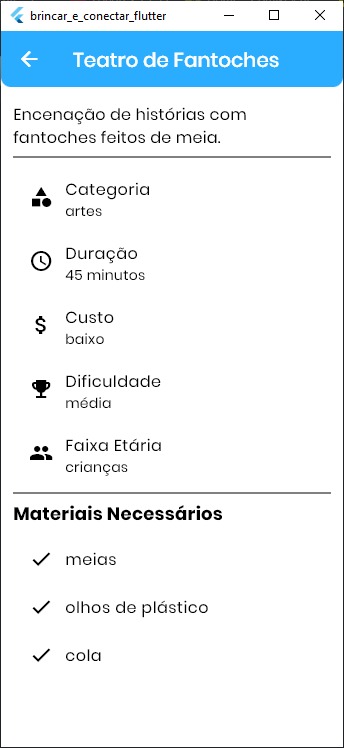 brincar_e_conectar_flutter
Teatro de Fantoches
Encenação de histórias com
fantoches feitos de meia.
Categoria
artes
Duração
45 minutos
Custo
baixo
Dificuldade
média
Faixa Etária
crianças
Materiais Necessários
meias
olhos de plástico
cola